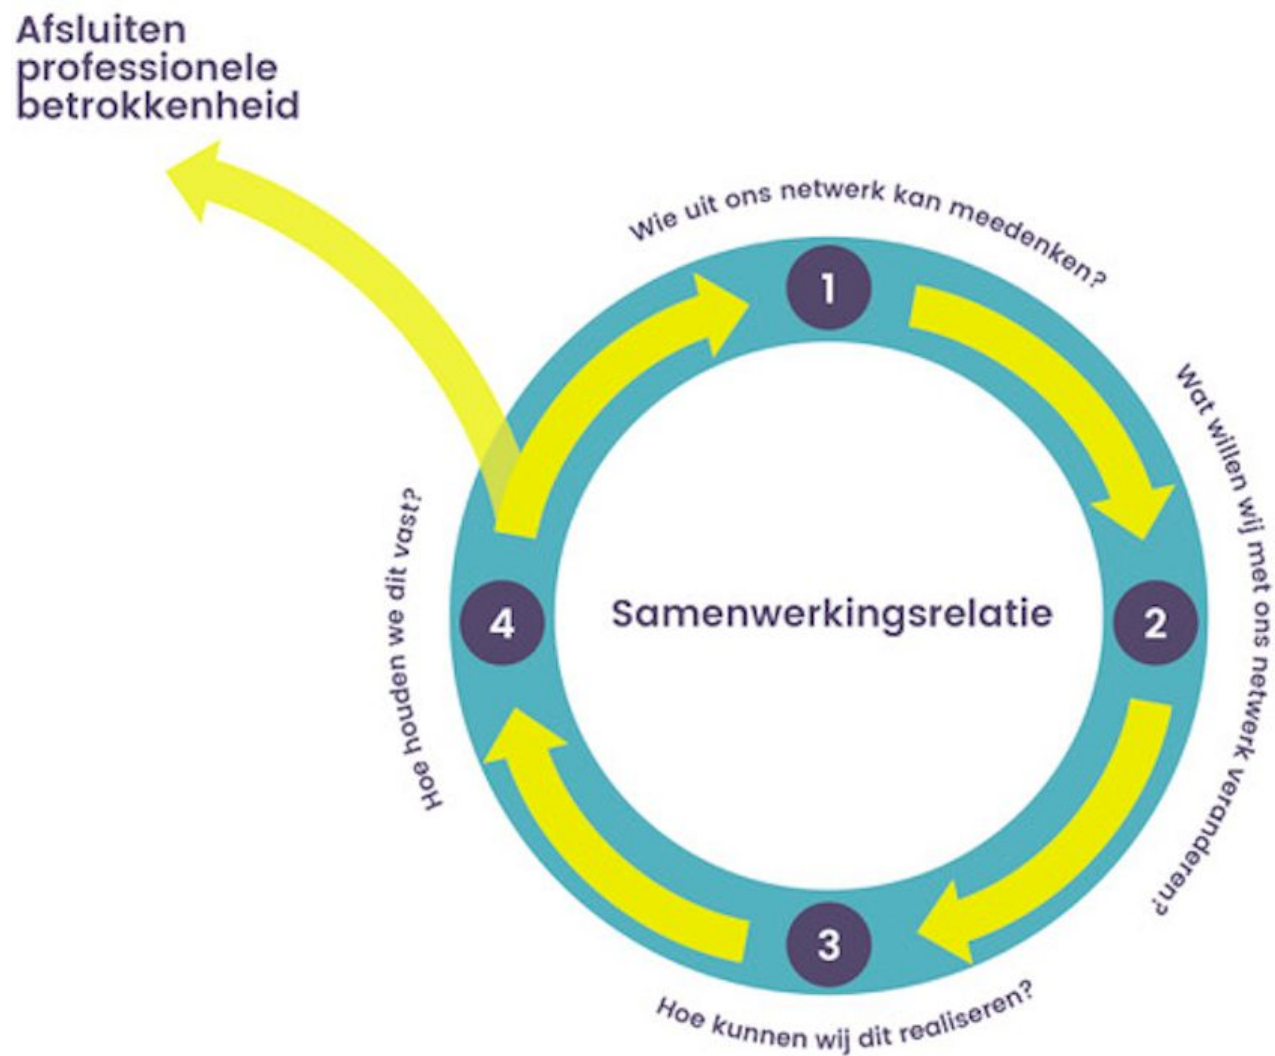 Afsluiten
professionele
betrokkenheid
Wie uit ons netwerk kan meedenken?
1
Wat willen wij met ons netwerk veranderen?
2
Samenwerkingsrelatie
3
Hoe kunnen wij dit realiseren?
4
Hoe houden we dit vast?